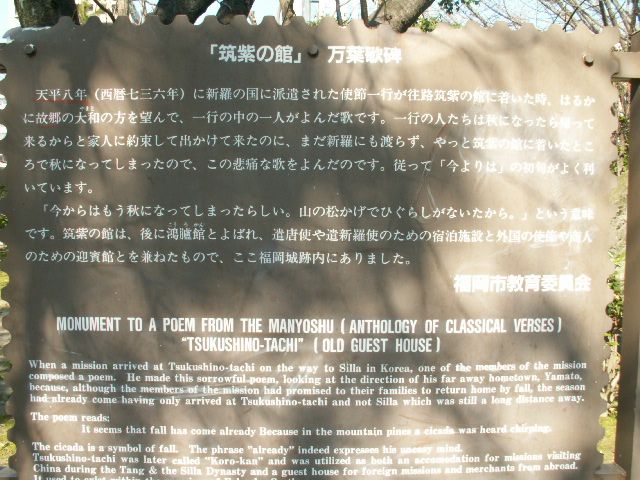 「筑紫の館」 万葉歌碑
天平八年（西暦七三六年）に新羅の国に派遣された使節一行が往路筑紫の館に着いた時、はるか
に故郷の大和の方を望んで、一行の中の一人がよんだ歌です。一行の人たちは秋になったら帰って
来るからと家人に約束して出かけて来たのに、まだ新羅にも渡らず、やっと筑紫の館に着いたとこ
ろで秋になってしまったので、この悲痛な歌をよんだのです。従って「今よりは」の初句がよく利
いています。
「今からはもう秋になってしまったらしい。山の松かげでひぐらしがないたから。」という意味
です。筑紫の館は、後に鴻臚館とよばれ、遣唐使や遣新羅使のための宿泊施設と外国の使節や商人
のための迎賓館とを兼ねたもので、ここ福岡城跡内にありました。
福岡市教育委員会
MONUMENT TO A POEM FROM THE MANYOSHU ( ANTHOLOGY OF CLASSICAL VERSES )
"TSUKUSHINO-TACHI" ( OLD GUEST HOUSE )
When a mission arrived at Tsukushino-tachi on the way to Silla in Korea, one of the members of the mission
composed a poem. He made this sorrowful poem, looking at the direction of his far away hometown, Yamato,
because, although the members of the mission had promised to their families to return home by fall, the season
had already come having only arrived at Tsukushino-tachi and not Silla which was still a long distance away.
The poem reads:
It seems that fall has come already Because in the mountain pines a cicada was heard chirping.
The cicada is a symbol of fall. The phrase "already" indeed expresses his uneasy mind.
Tsukushino-tachi was later called "Koro-kan" and was utilized as both an accomodation for missions visiting
China during the Tang & the Silla Dynasty and a guest house for foreign missions and merchants from abroad.
It used to exist within the